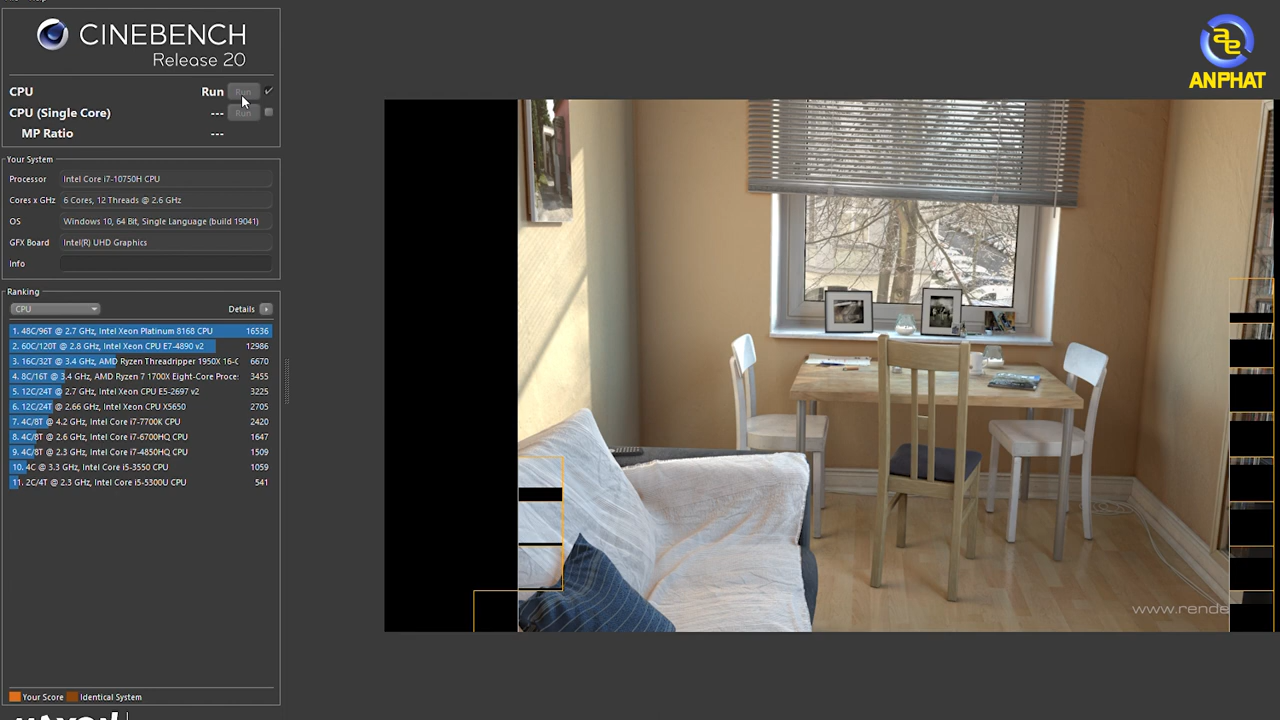 CINEBENCH
Release 20
CPU Run Run
CPU (Single Core) --- Run
MP Ratio ---
Your System
Processor Intel Core i7-10750H CPU
Cores x GHz 6 Cores, 12 Threads @ 2.6 GHz
OS Windows 10, 64 Bit, Single Language (build 19041)
GFX Board Intel(R) UHD Graphics
Info
Ranking
CPU Details
1. 48C/96T @ 2.7 GHz, Intel Xeon Platinum 8168 CPU 16536
2. 60C/120T @ 2.8 GHz, Intel Xeon CPU E7-4890 v2 12986
3. 16C/32T @ 3.4 GHz, AMD Ryzen Threadripper 1950X 16-C 6670
4. 8C/16T @ 3.4 GHz, AMD Ryzen 7 1700X Eight-Core Proce: 3455
5. 12C/24T @ 2.7 GHz, Intel Xeon CPU E5-2697 v2 3225
6. 12C/24T @ 2.66 GHz, Intel Xeon CPU X5650 2705
7. 4C/8T @ 4.2 GHz, Intel Core i7-7700K CPU 2420
8. 4C/8T @ 2.6 GHz, Intel Core i7-6700HQ CPU 1647
9. 4C/8T @ 2.3 GHz, Intel Core i7-4850HQ CPU 1509
10. 4C @ 3.3 GHz, Intel Core i5-3550 CPU 1059
11. 2C/4T @ 2.3 GHz, Intel Core i5-5300U CPU 541
Your Score Identical System
ae
ANPHAT
www.rende